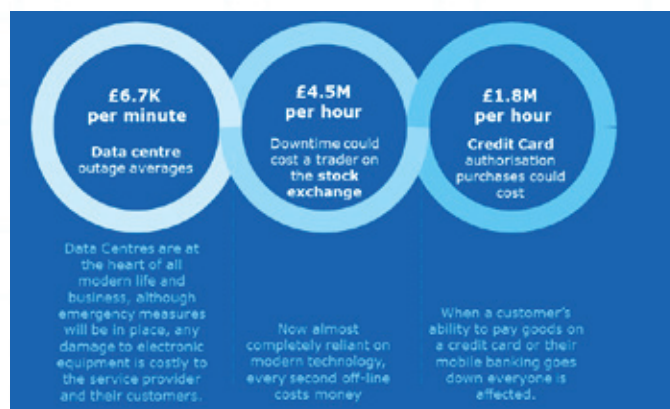 £6.7K
per minute
Data centre
outage averages
£4.5M
per hour
Downtime could
cost a trader on
the stock
exchange
£1.8M
per hour
Credit Card
authorisation
purchases could
cost
Data Centres are at
the heart of all
modern life and
business, although
emergency measures
will be in place, any
damage to electronic
equipment is costly to
the service provider
and their customers.
Now almost
completely reliant on
modern technology,
every second off-line
costs money
When a customer's
ability to pay goods on
a credit card or their
mobile banking goes
down everyone is
affected.